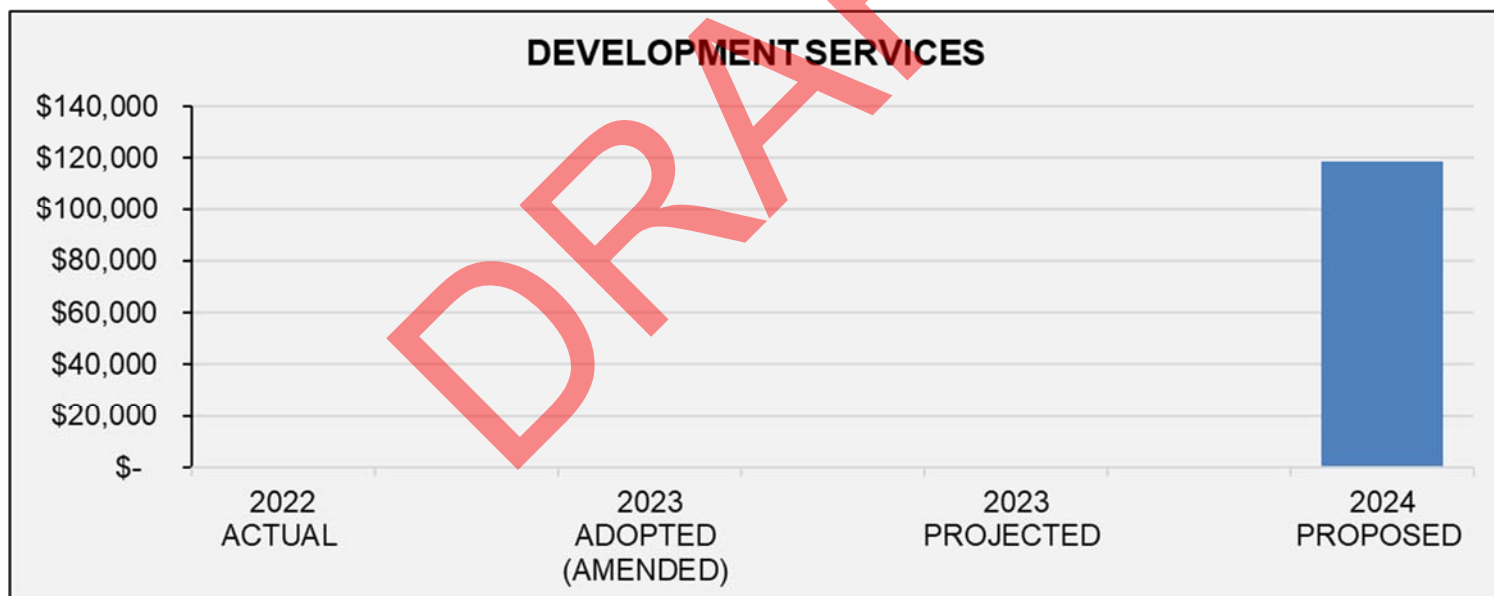 DEVELOPMENT SERVICES
$140,000
$120,000
$100,000
$80,000
$60,000
$40,000
$20,000
$-
2022
ACTUAL
2023
ADOPTED
(AMENDED)
2023
PROJECTED
2024
PROPOSED
DRA